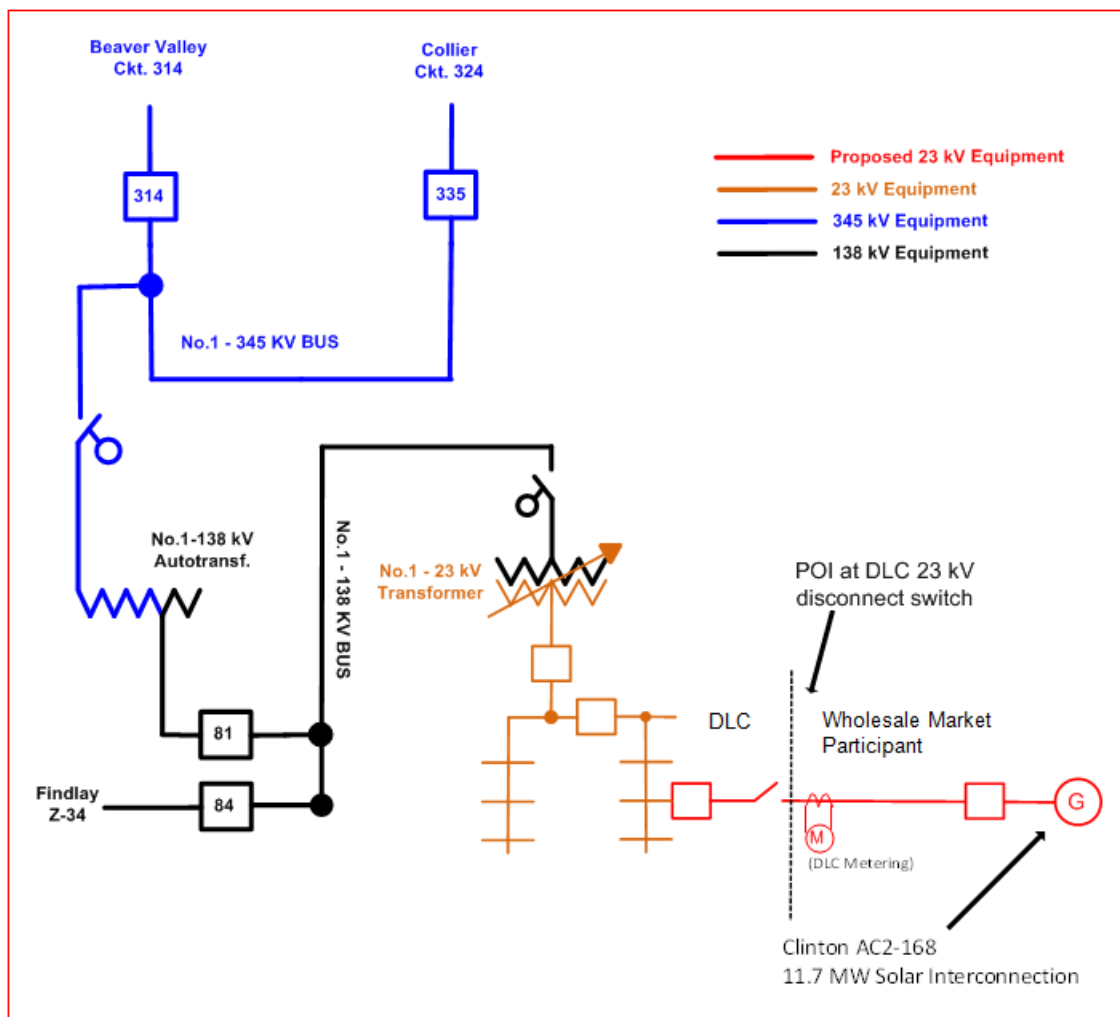 Beaver Valley
Ckt. 314
Collier
Ckt. 324
314
335
Proposed 23 kV Equipment
23 kV Equipment
345 kV Equipment
138 kV Equipment
No.1 - 345 KV BUS
No.1-138 kV
Autotransf.
No.1 - 138 KV BUS
No.1 - 23 kV
Transformer
POI at DLC 23 kV
disconnect switch
DLC
Wholesale Market
Participant
81
84
Findlay
Z-34
G
M
(DLC Metering)
Clinton AC2-168
11.7 MW Solar Interconnection